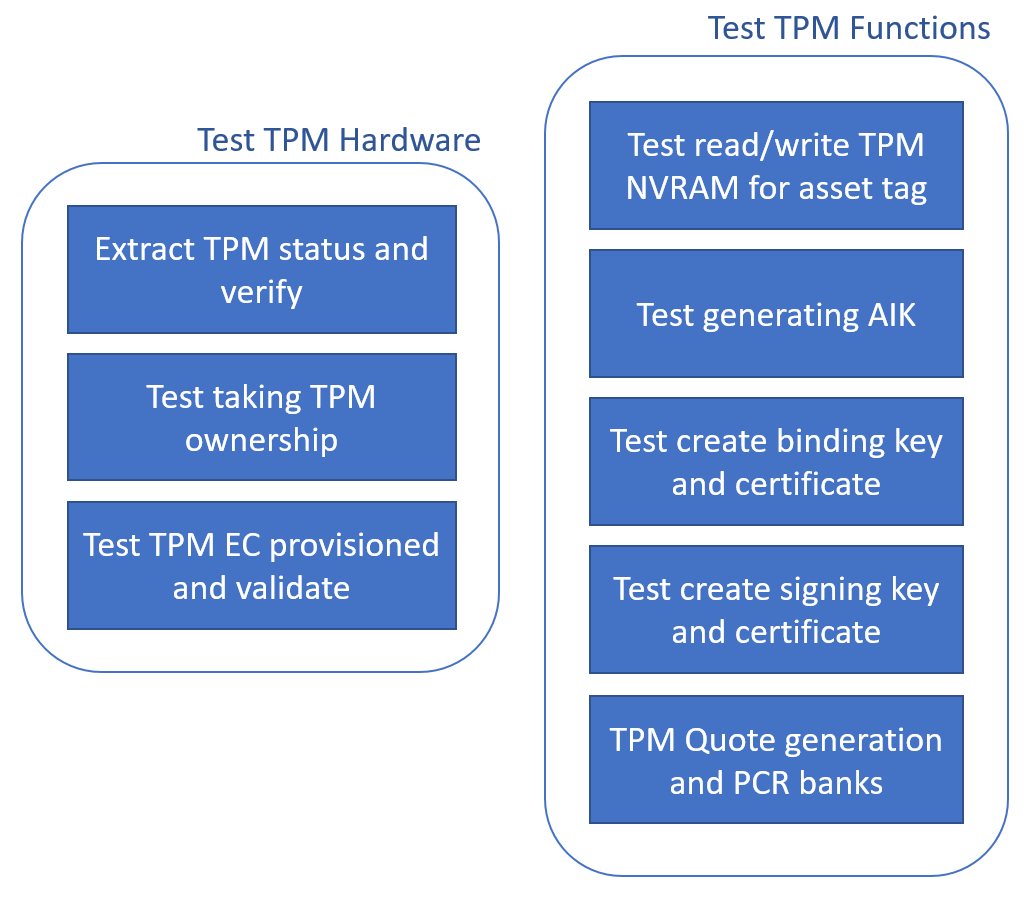 Test TPM Hardware
Extract TPM status and
verify
Test taking TPM
ownership
Test TPM EC provisioned
and validate
Test TPM Functions
Test read/write TPM
NVRAM for asset tag
Test generating AIK
Test create binding key
and certificate
Test create signing key
and certificate
TPM Quote generation
and PCR banks